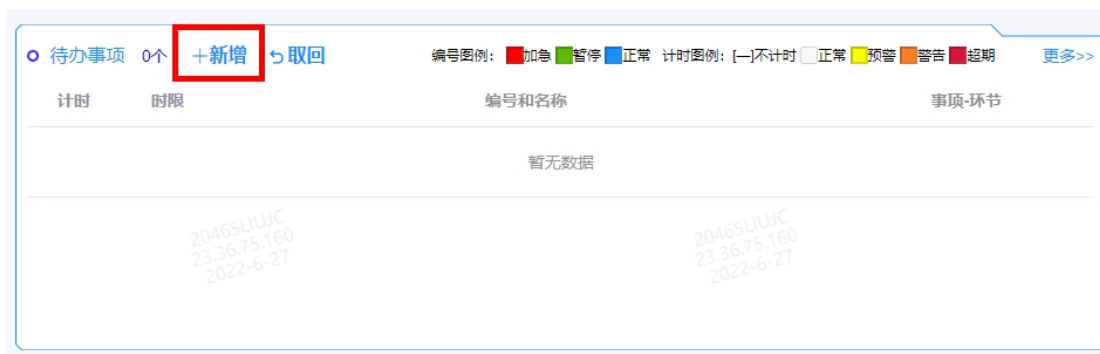 待办事项 0个 +新增 取回 编号图例： 加急 暂停 正常 计时图例：[—]不计时 正常 预警 警告 超期 更多>>
计时 时限 编号和名称 事项-环节
暂无数据
20465LIUJC 20465LIUJC
23.36.75.160 23.36.75.160
2022-6-27 2022-6-27